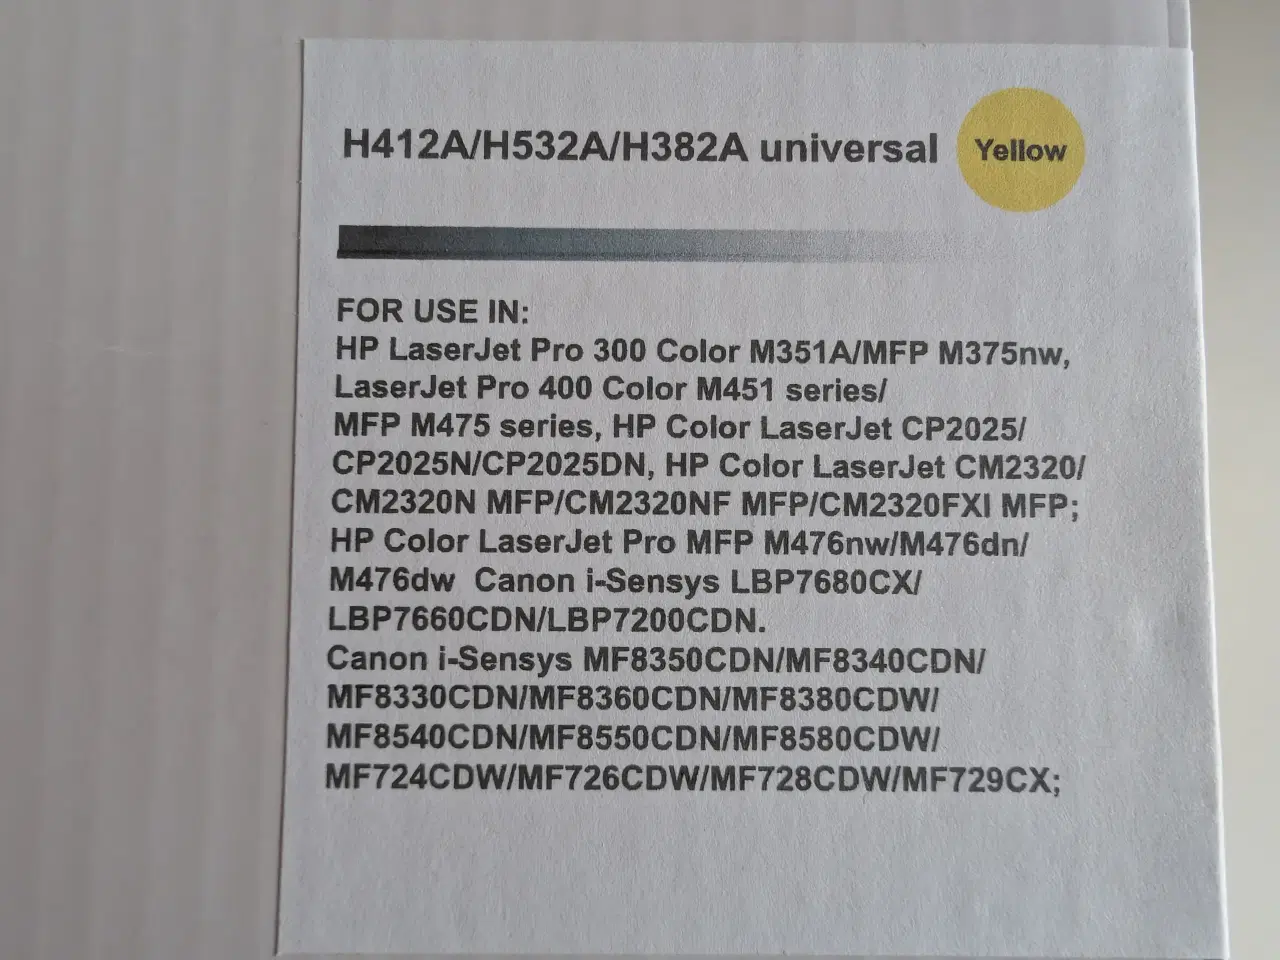 H412A/H532A/H382A universal Yellow
FOR USE IN:
HP LaserJet Pro 300 Color M351A/MFP M375nw,
LaserJet Pro 400 Color M451 series/
MFP M475 series, HP Color LaserJet CP2025/
CP2025N/CP2025DN, HP Color LaserJet CM2320/
CM2320N MFP/CM2320NF MFP/CM2320FXI MFP;
HP Color LaserJet Pro MFP M476nw/M476dn/
M476dw  Canon i-Sensys LBP7680CX/
LBP7660CDN/LBP7200CDN.
Canon i-Sensys MF8350CDN/MF8340CDN/
MF8330CDN/MF8360CDN/MF8380CDW/
MF8540CDN/MF8550CDN/MF8580CDW/
MF724CDW/MF726CDW/MF728CDW/MF729CX;